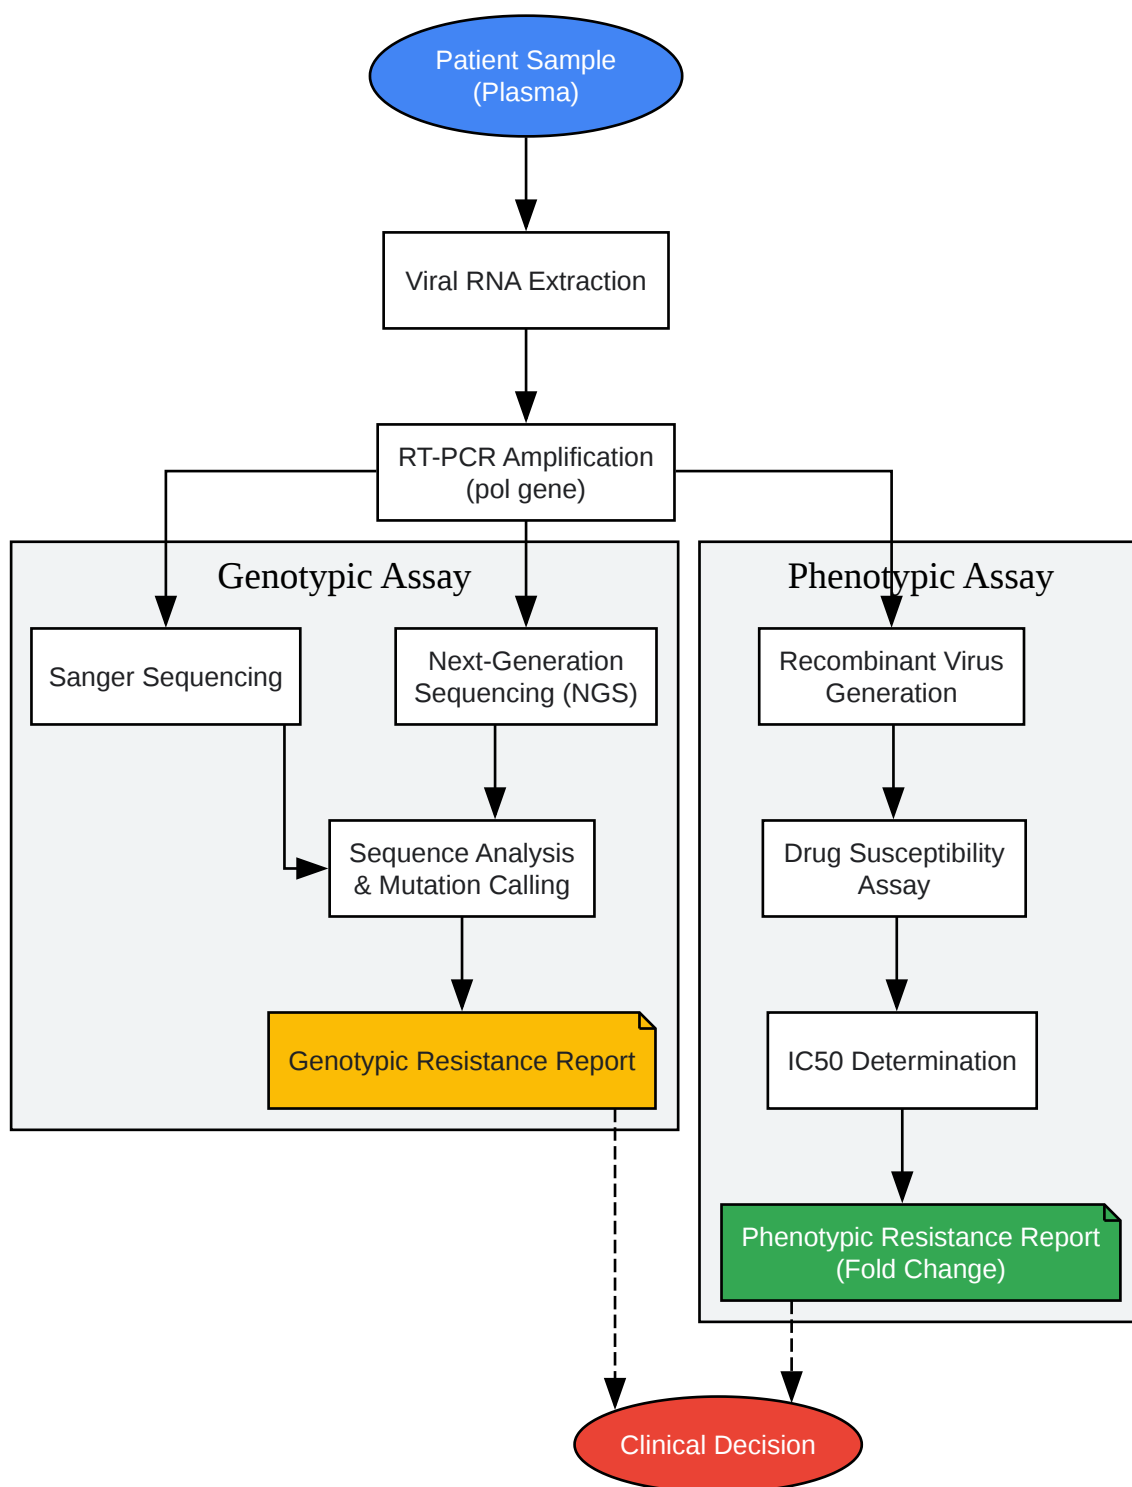 Patient Sample
(Plasma)
Viral RNA Extraction
RT-PCR Amplification
(pol gene)
Genotypic Assay
Sanger Sequencing
Next-Generation
Sequencing (NGS)
Sequence Analysis
& Mutation Calling
Genotypic Resistance Report
Phenotypic Assay
Recombinant Virus
Generation
Drug Susceptibility
Assay
IC50 Determination
Phenotypic Resistance Report
(Fold Change)
Clinical Decision